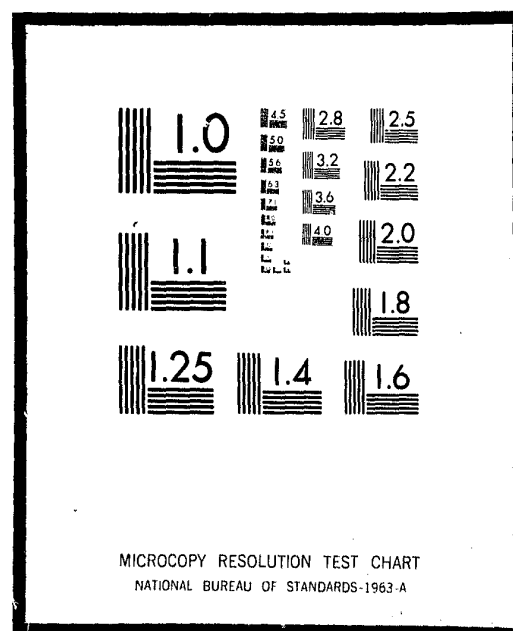 1.0
4.5 2.8 2.5
5.0
5.6 3.2 2.2
6.3
3.6
4.0 2.0
1.1
1.8
1.25 1.4 1.6
MICROCOPY RESOLUTION TEST CHART
NATIONAL BUREAU OF STANDARDS-1963-A